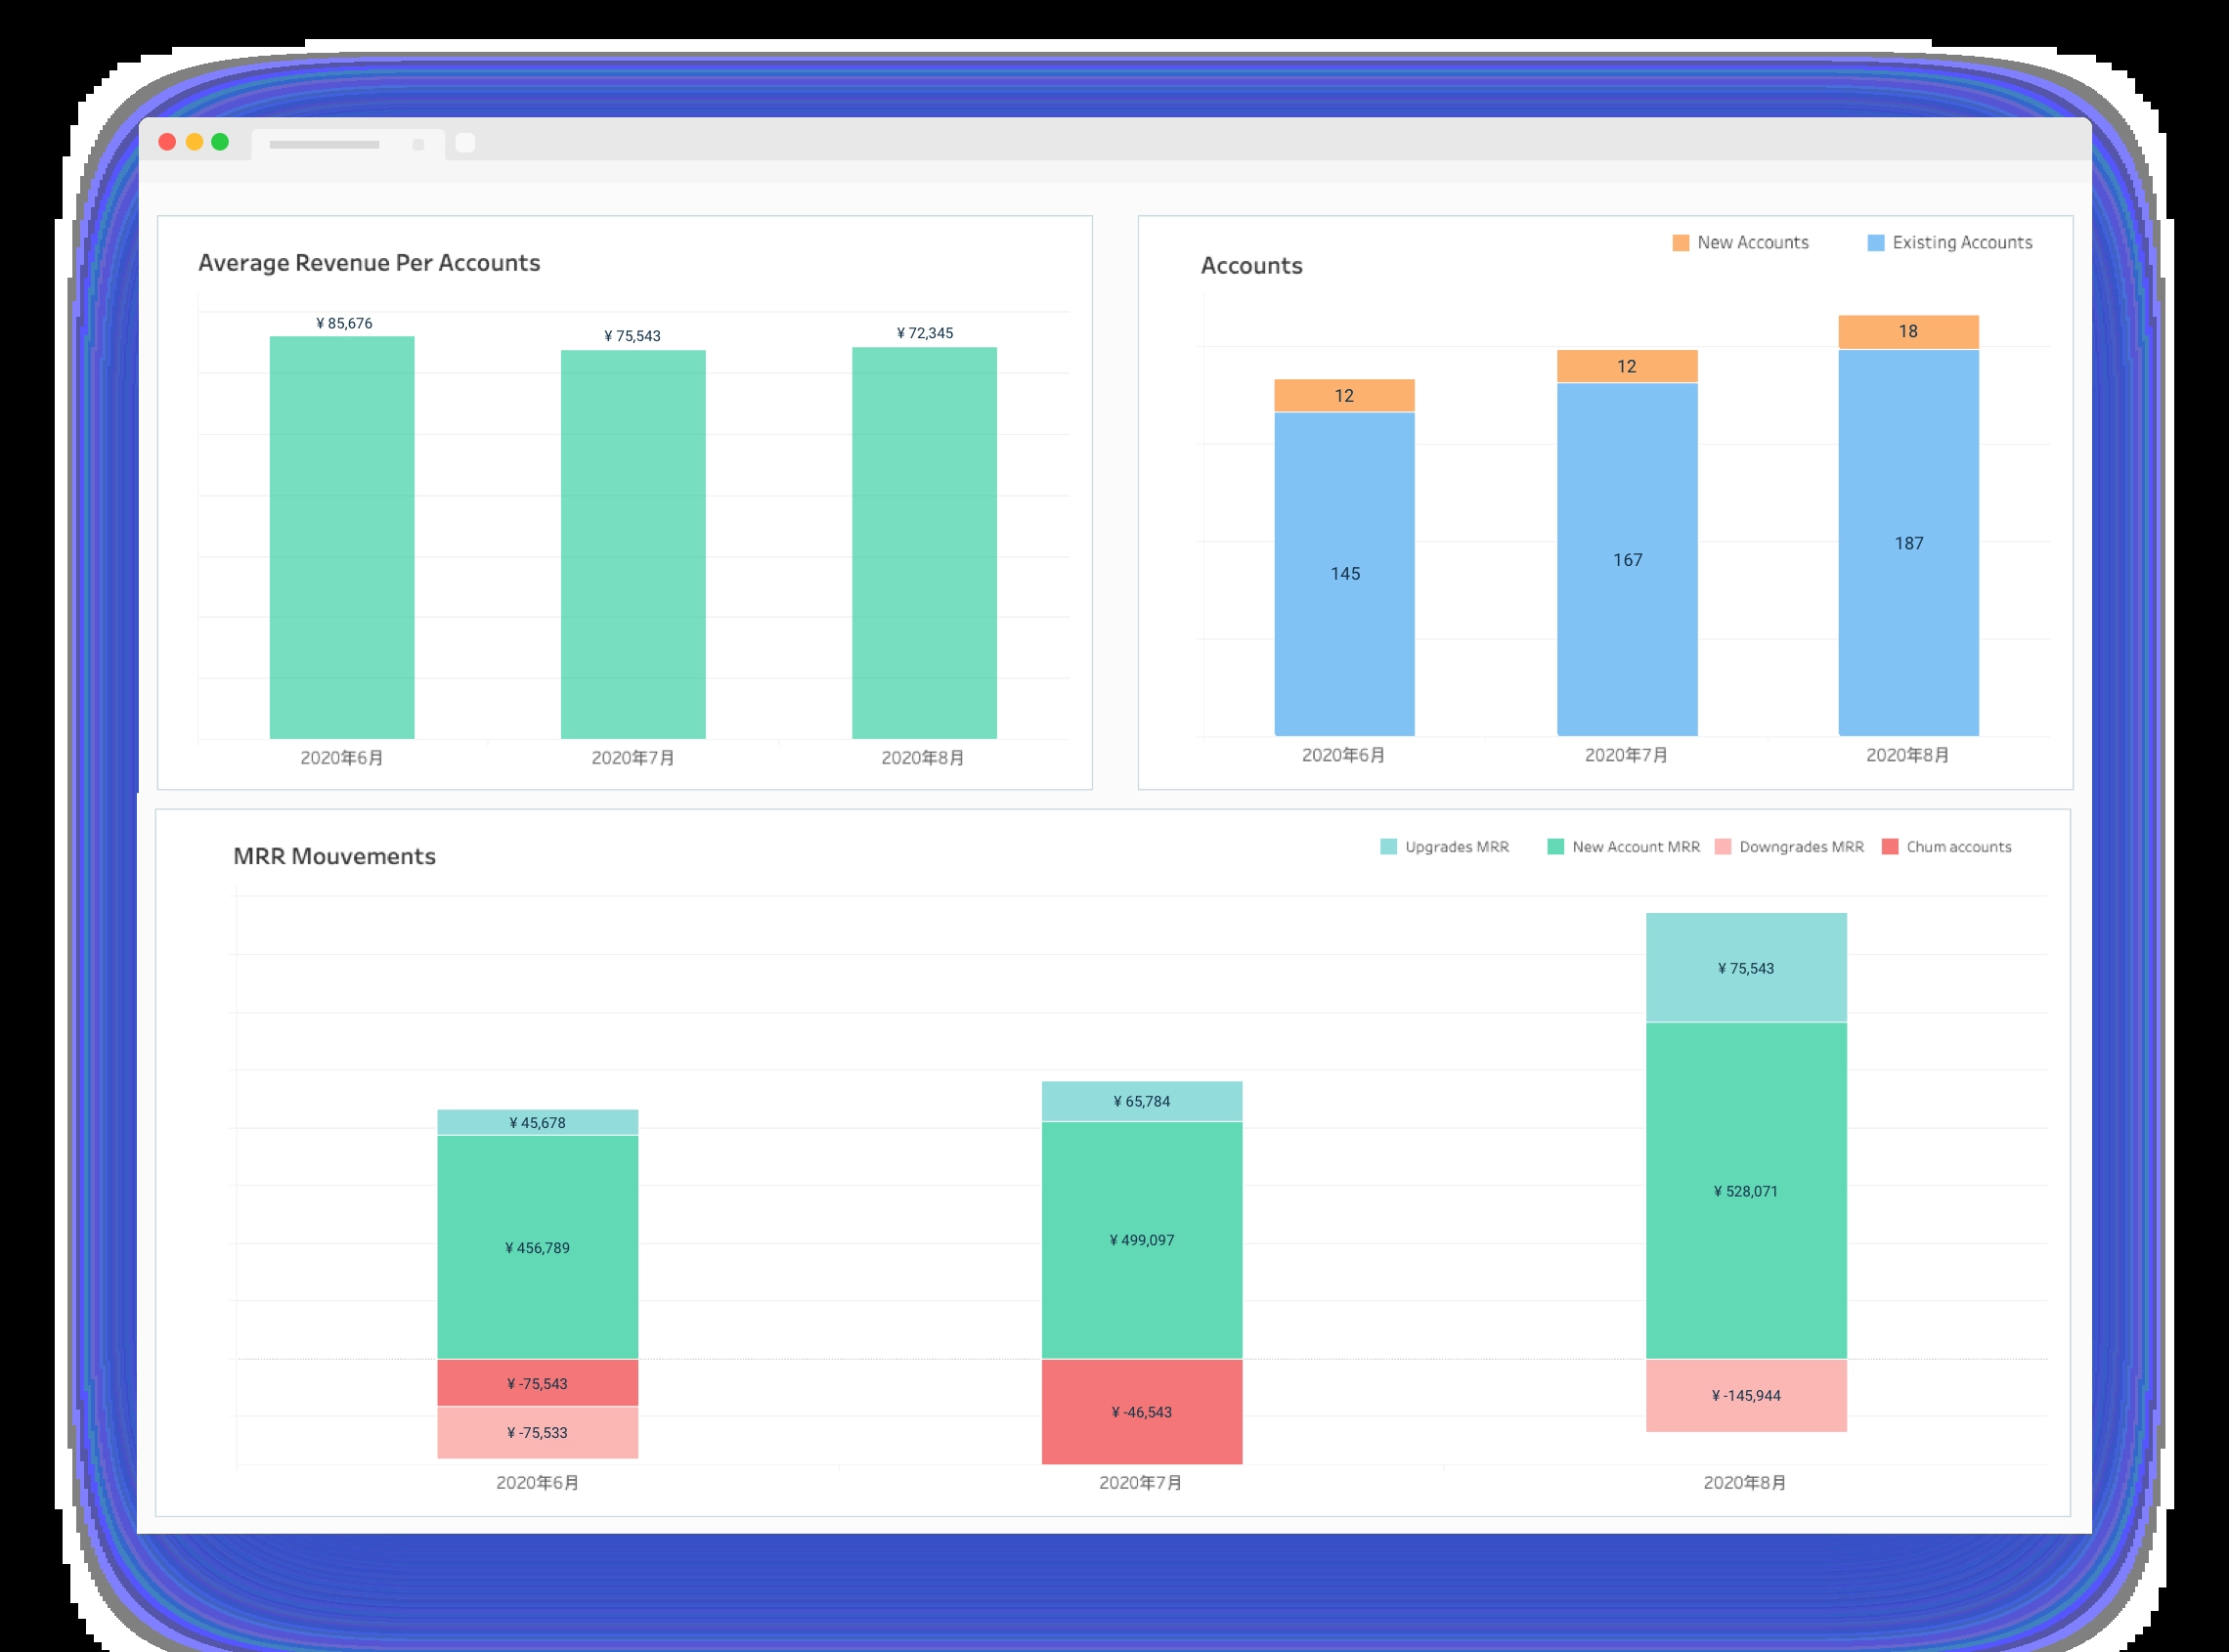 Average Revenue Per Accounts
¥ 85,676
¥ 75,543
¥ 72,345
2020年6月
2020年7月
2020年8月
New Accounts
Existing Accounts
Accounts
12
12
18
145
167
187
2020年6月
2020年7月
2020年8月
MRR Mouvements
Upgrades MRR
New Account MRR
Downgrades MRR
Chum accounts
¥ 45,678
¥ 456,789
¥ -75,543
¥ -75,533
¥ 65,784
¥ 499,097
¥ -46,543
¥ 75,543
¥ 528,071
¥ -145,944
2020年6月
2020年7月
2020年8月